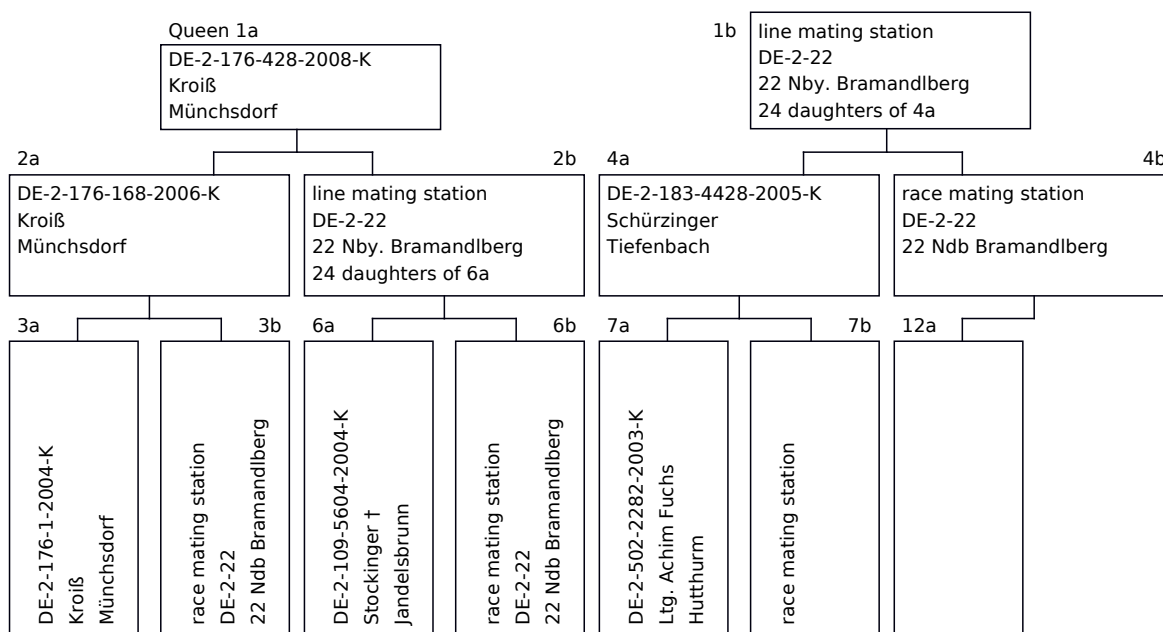 Queen 1a
DE-2-176-428-2008-K
Kroiß
Münchsdorf
1b
line mating station
DE-2-22
22 Nby. Bramandlberg
24 daughters of 4a
2a
DE-2-176-168-2006-K
Kroiß
Münchsdorf
2b
line mating station
DE-2-22
22 Nby. Bramandlberg
24 daughters of 6a
4a
DE-2-183-4428-2005-K
Schürzinger
Tiefenbach
4b
race mating station
DE-2-22
22 Ndb Bramandlberg
3a
DE-2-176-1-2004-K
Kroiß
Münchsdorf
3b
race mating station
DE-2-22
22 Ndb Bramandlberg
6a
DE-2-109-5604-2004-K
Stockinger †
Jandelsbrunn
6b
race mating station
DE-2-22
22 Ndb Bramandlberg
7a
DE-2-502-2282-2003-K
Ltg. Achim Fuchs
Hutthurm
7b
race mating station
12a